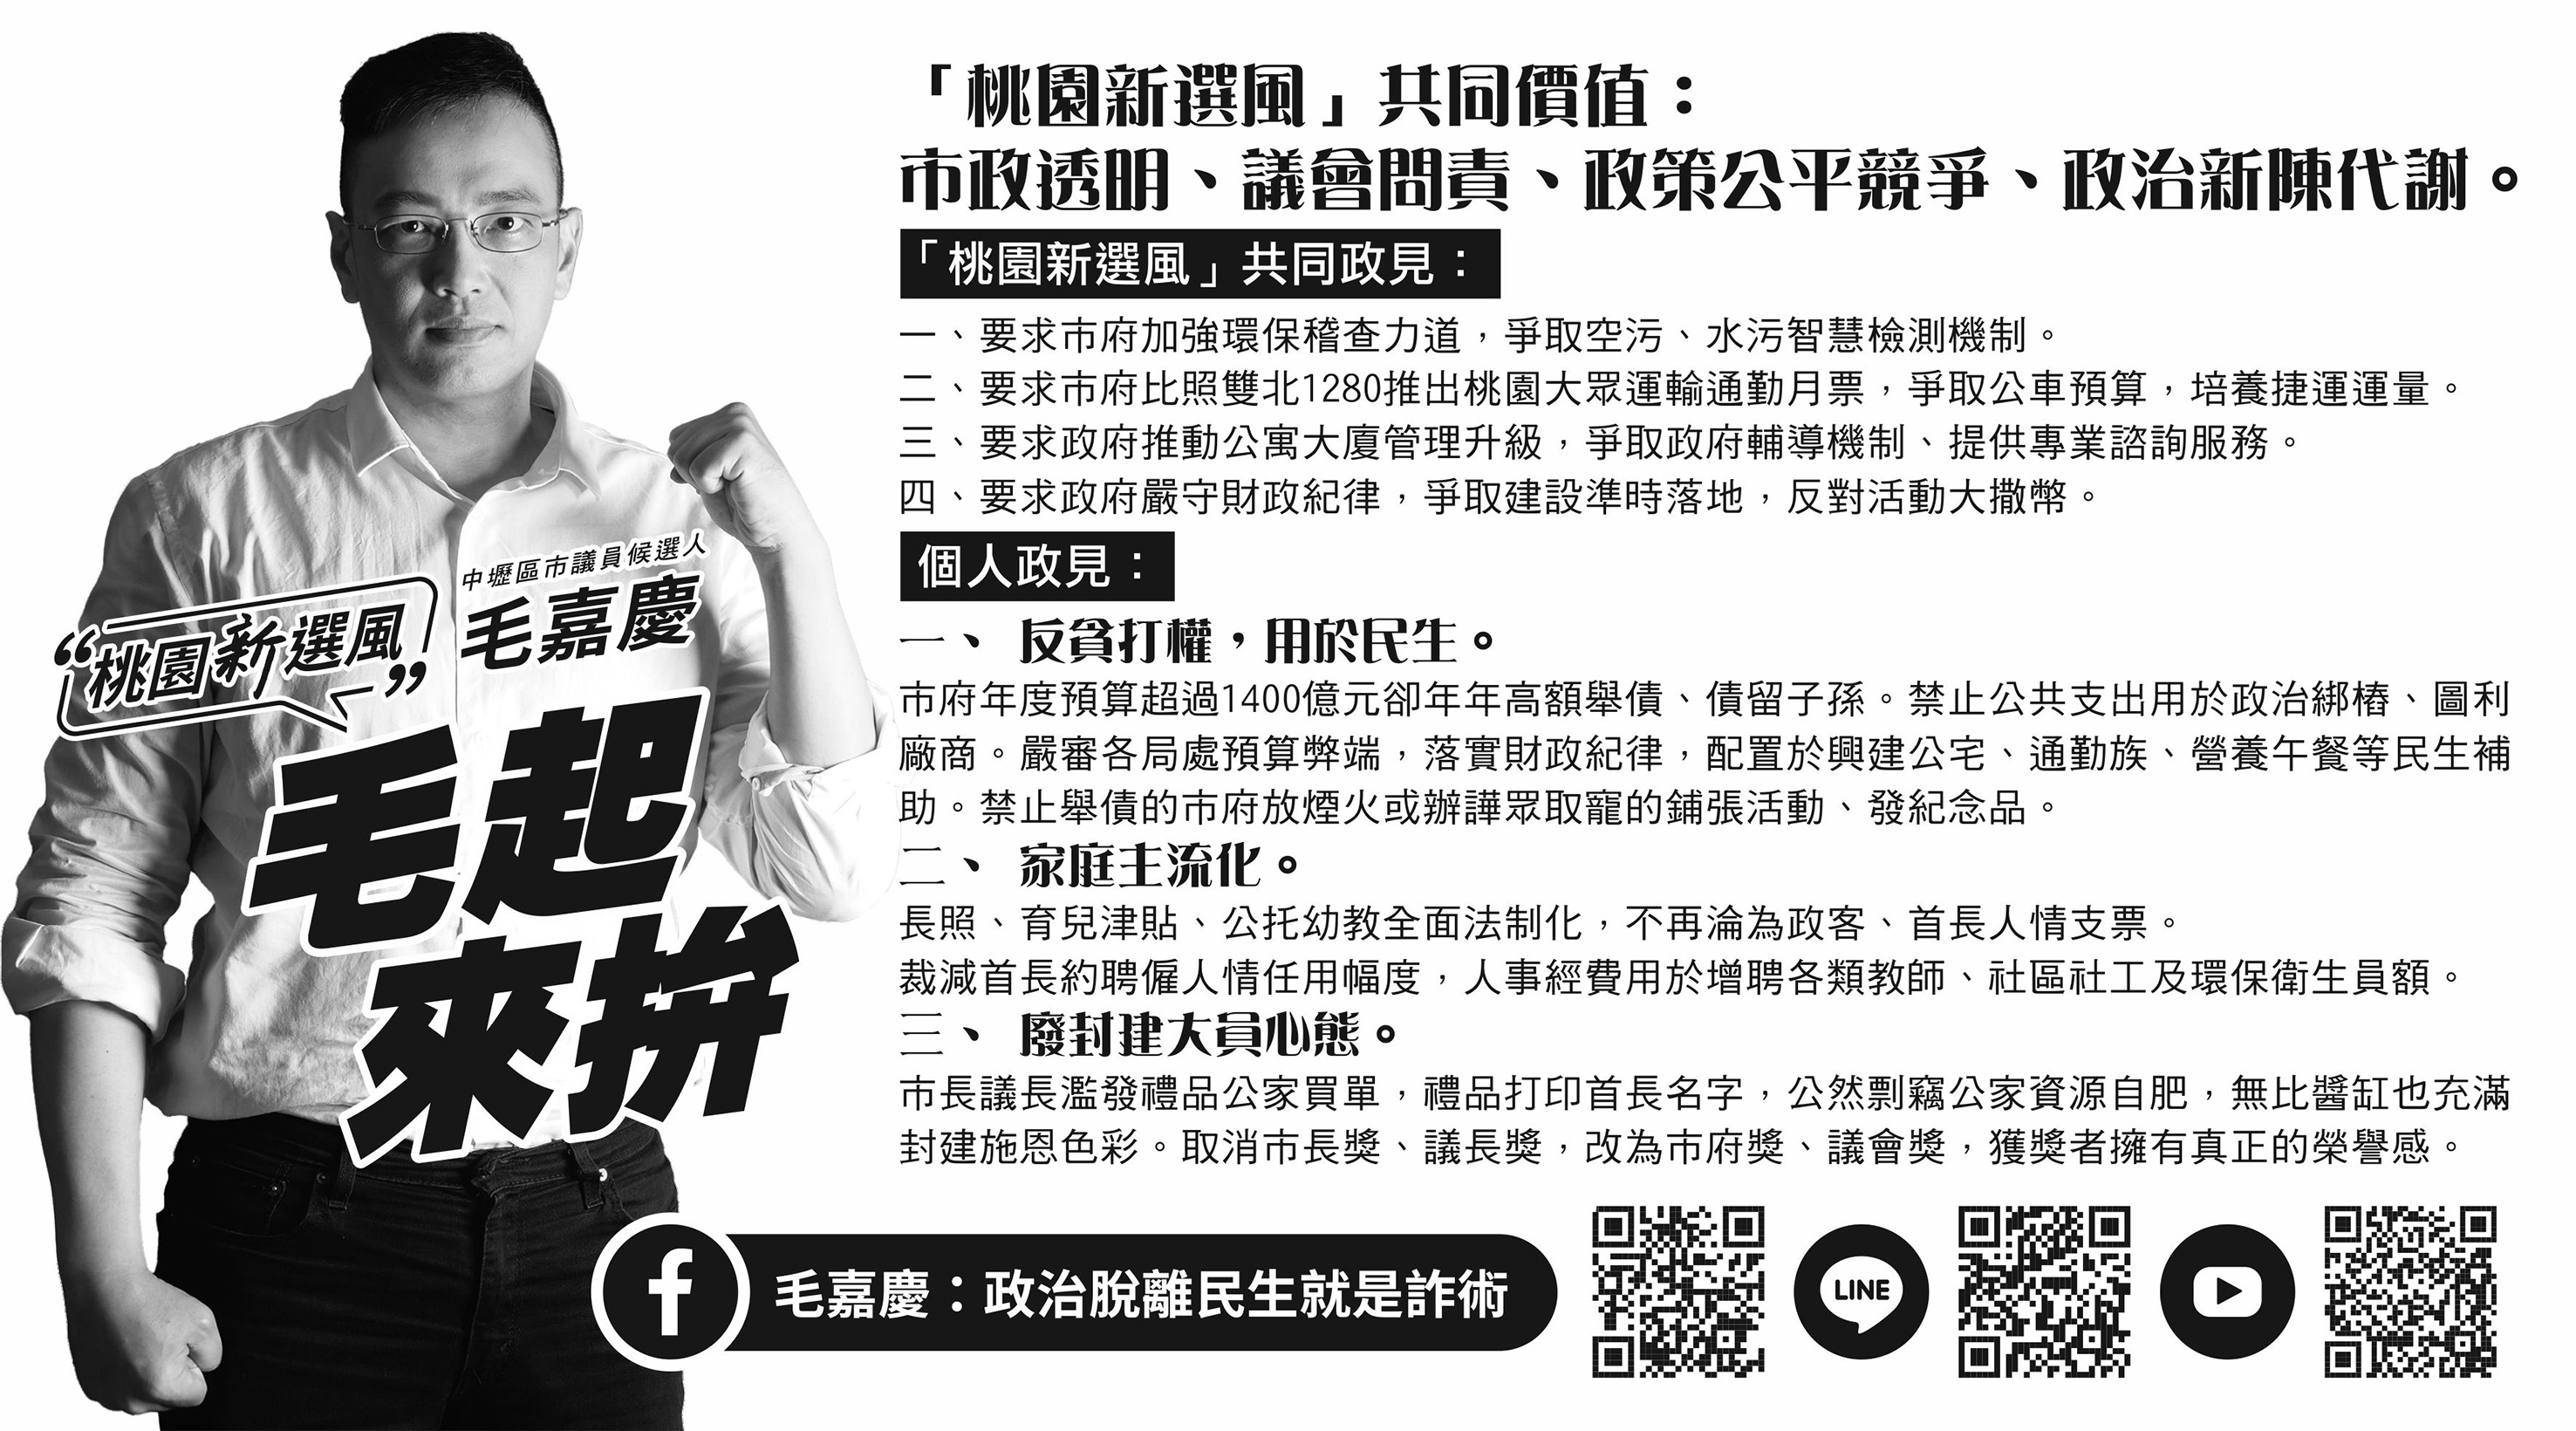 「桃園新選風」共同價值：
市政透明、議會問責、政策公平競爭、政治新陳代謝。
「桃園新選風」共同政見：
一、要求市府加強環保稽查力道，爭取空污、水污智慧檢測機制。
二、要求市府比照雙北1280推出桃園大眾運輸通勤月票，爭取公車預算，培養捷運運量。
三、要求政府推動公寓大廈管理升級，爭取政府輔導機制、提供專業諮詢服務。
四、要求政府嚴守財政紀律，爭取建設準時落地，反對活動大撒幣。
個人政見：
一、 反貪打權，用於民生。
市府年度預算超過1400億元卻年年高額舉債、債留子孫。禁止公共支出用於政治綁樁、圖利
廠商。嚴審各局處預算弊端，落實財政紀律，配置於興建公宅、通勤族、營養午餐等民生補
助。禁止舉債的市府放煙火或辦譁眾取寵的鋪張活動、發紀念品。
二、 家庭主流化。
長照、育兒津貼、公托幼教全面法制化，不再淪為政客、首長人情支票。
裁減首長約聘僱人情任用幅度，人事經費用於增聘各類教師、社區社工及環保衛生員額。
三、 廢封建大員心態。
市長議長濫發禮品公家買單，禮品打印首長名字，公然剽竊公家資源自肥，無比醬缸也充滿
封建施恩色彩。取消市長獎、議長獎，改為市府獎、議會獎，獲獎者擁有真正的榮譽感。
中壢區市議員候選人
毛嘉慶
“桃園新選風”
毛起
來拚
f
毛嘉慶：政治脫離民生就是詐術
LINE